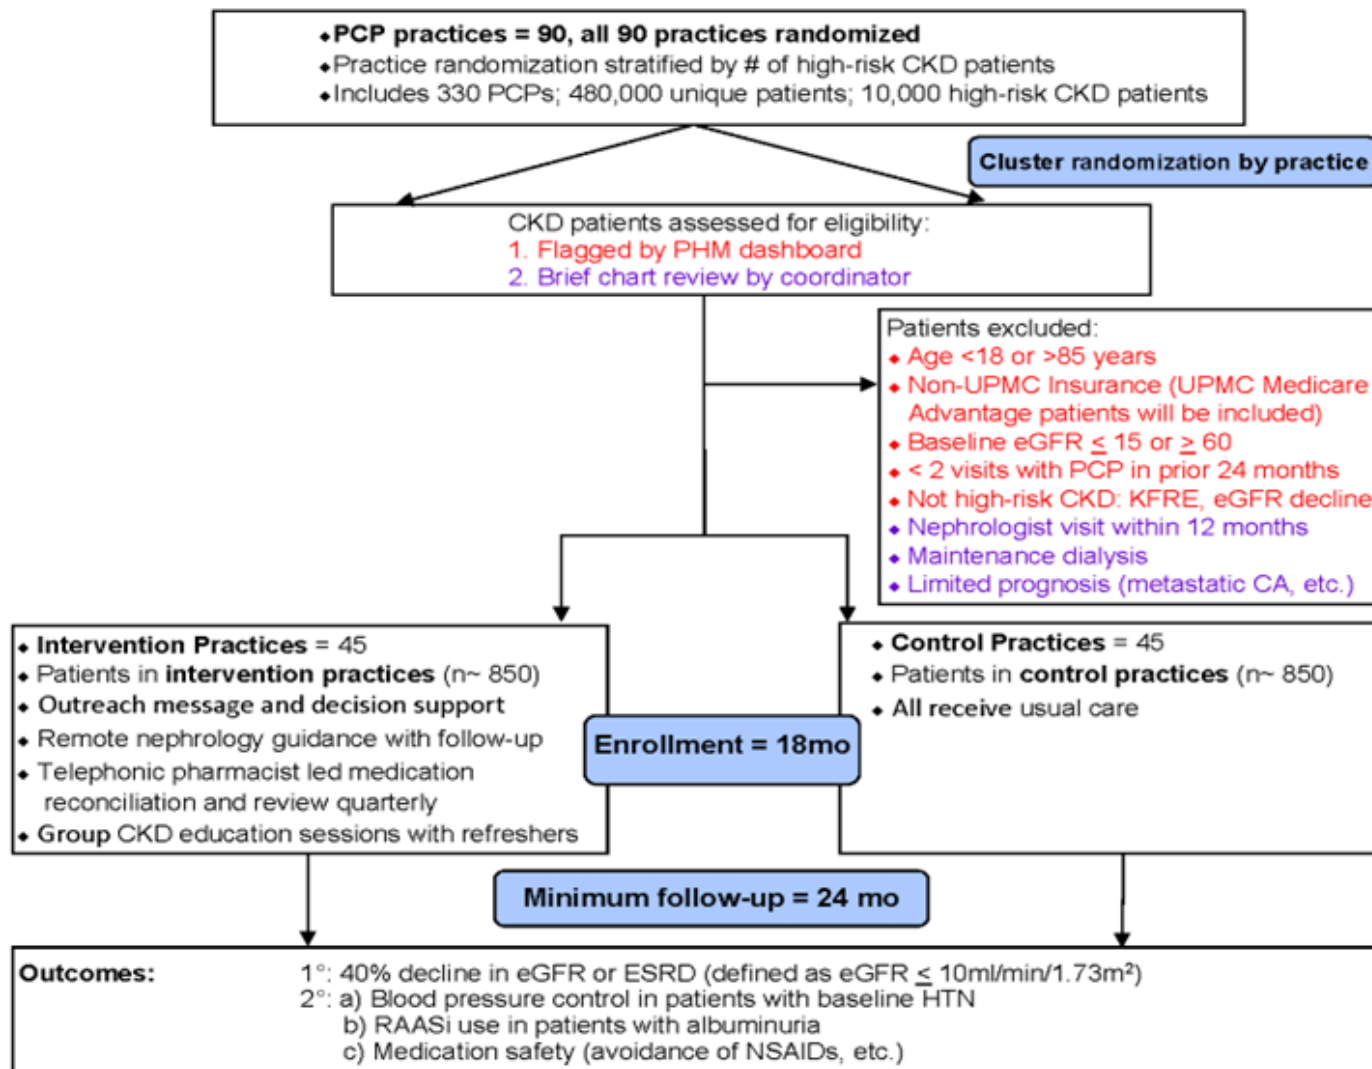 ◆PCP practices = 90, all 90 practices randomized
◆Practice randomization stratified by # of high-risk CKD patients
◆Includes 330 PCPs; 480,000 unique patients; 10,000 high-risk CKD patients
Cluster randomization by practice
CKD patients assessed for eligibility:
1. Flagged by PHM dashboard
2. Brief chart review by coordinator
Patients excluded:
◆ Age <18 or >85 years
◆ Non-UPMC Insurance (UPMC Medicare
Advantage patients will be included)
◆ Baseline eGFR ≤ 15 or ≥ 60
◆ < 2 visits with PCP in prior 24 months
◆ Not high-risk CKD: KFRE, eGFR decline
◆ Nephrologist visit within 12 months
◆ Maintenance dialysis
◆ Limited prognosis (metastatic CA, etc.)
◆ Intervention Practices = 45
◆ Patients in intervention practices (n~ 850)
◆ Outreach message and decision support
◆ Remote nephrology guidance with follow-up
◆ Telephonic pharmacist led medication
reconciliation and review quarterly
◆ Group CKD education sessions with refreshers
◆ Control Practices = 45
◆ Patients in control practices (n~ 850)
◆ All receive usual care
Enrollment = 18mo
Minimum follow-up = 24 mo
Outcomes: 1°: 40% decline in eGFR or ESRD (defined as eGFR ≤ 10ml/min/1.73m²)
2°: a) Blood pressure control in patients with baseline HTN
b) RAASi use in patients with albuminuria
c) Medication safety (avoidance of NSAIDs, etc.)